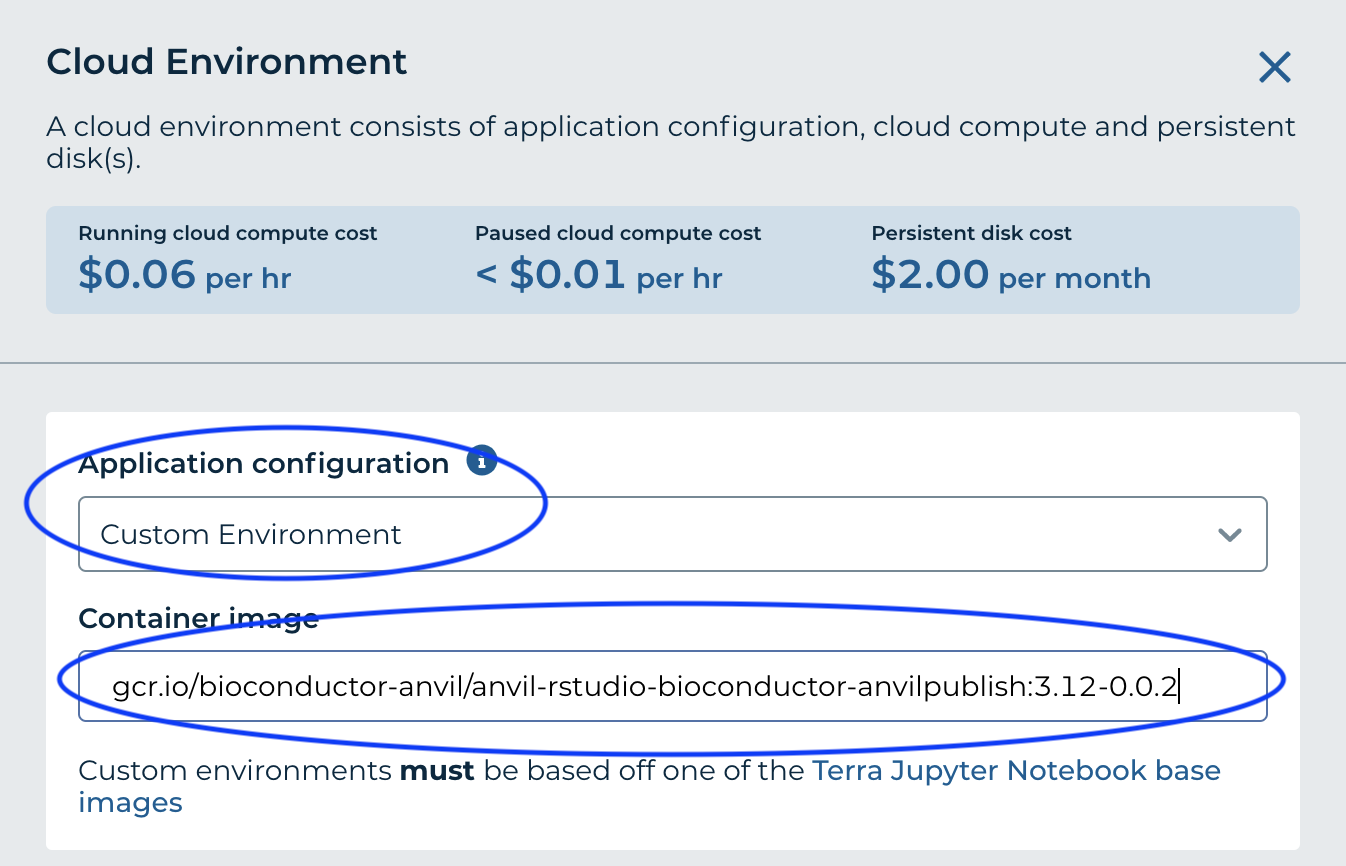 Cloud Environment
A cloud environment consists of application configuration, cloud compute and persistent
disk(s).
Running cloud compute cost
$0.06 per hr
Paused cloud compute cost
< $0.01 per hr
Persistent disk cost
$2.00 per month
Application configuration
Custom Environment
Container image
gcr.io/bioconductor-anvil/anvil-rstudio-bioconductor-anvilpublish:3.12-0.0.2
Custom environments must be based off one of the Terra Jupyter Notebook base
images